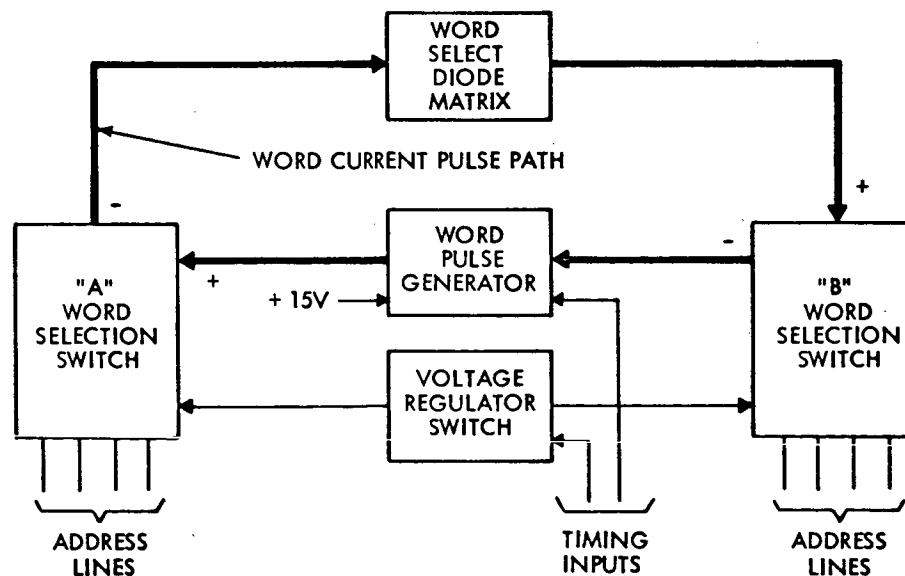 WORD
SELECT
DIODE
MATRIX
WORD CURRENT PULSE PATH
-
+
"A"
WORD
SELECTION
SWITCH
+
WORD
PULSE
GENERATOR
-
+ 15V
"B"
WORD
SELECTION
SWITCH
VOLTAGE
REGULATOR
SWITCH
ADDRESS
LINES
TIMING
INPUTS
ADDRESS
LINES